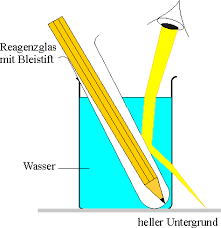 Reagenzglas
mit Bleistift
Wasser
heller Untergrund